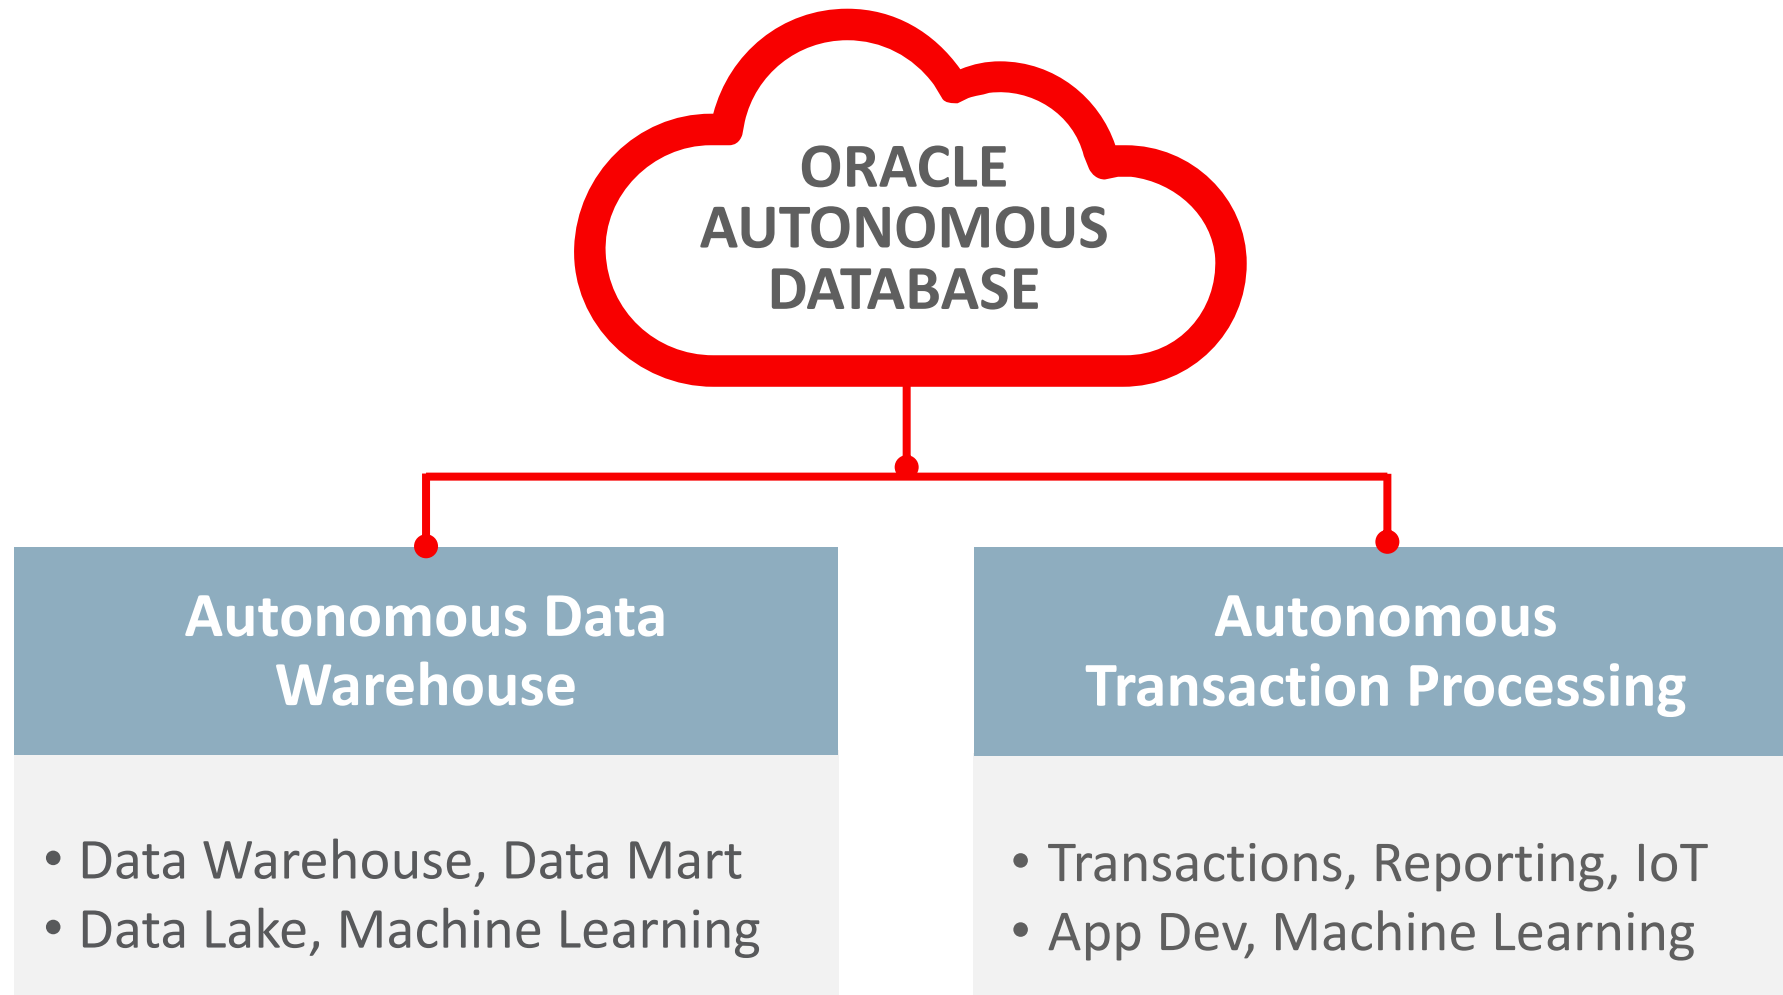 ORACLE
AUTONOMOUS
DATABASE
Autonomous Data
Warehouse
• Data Warehouse, Data Mart
• Data Lake, Machine Learning
Autonomous
Transaction Processing
• Transactions, Reporting, IoT
• App Dev, Machine Learning